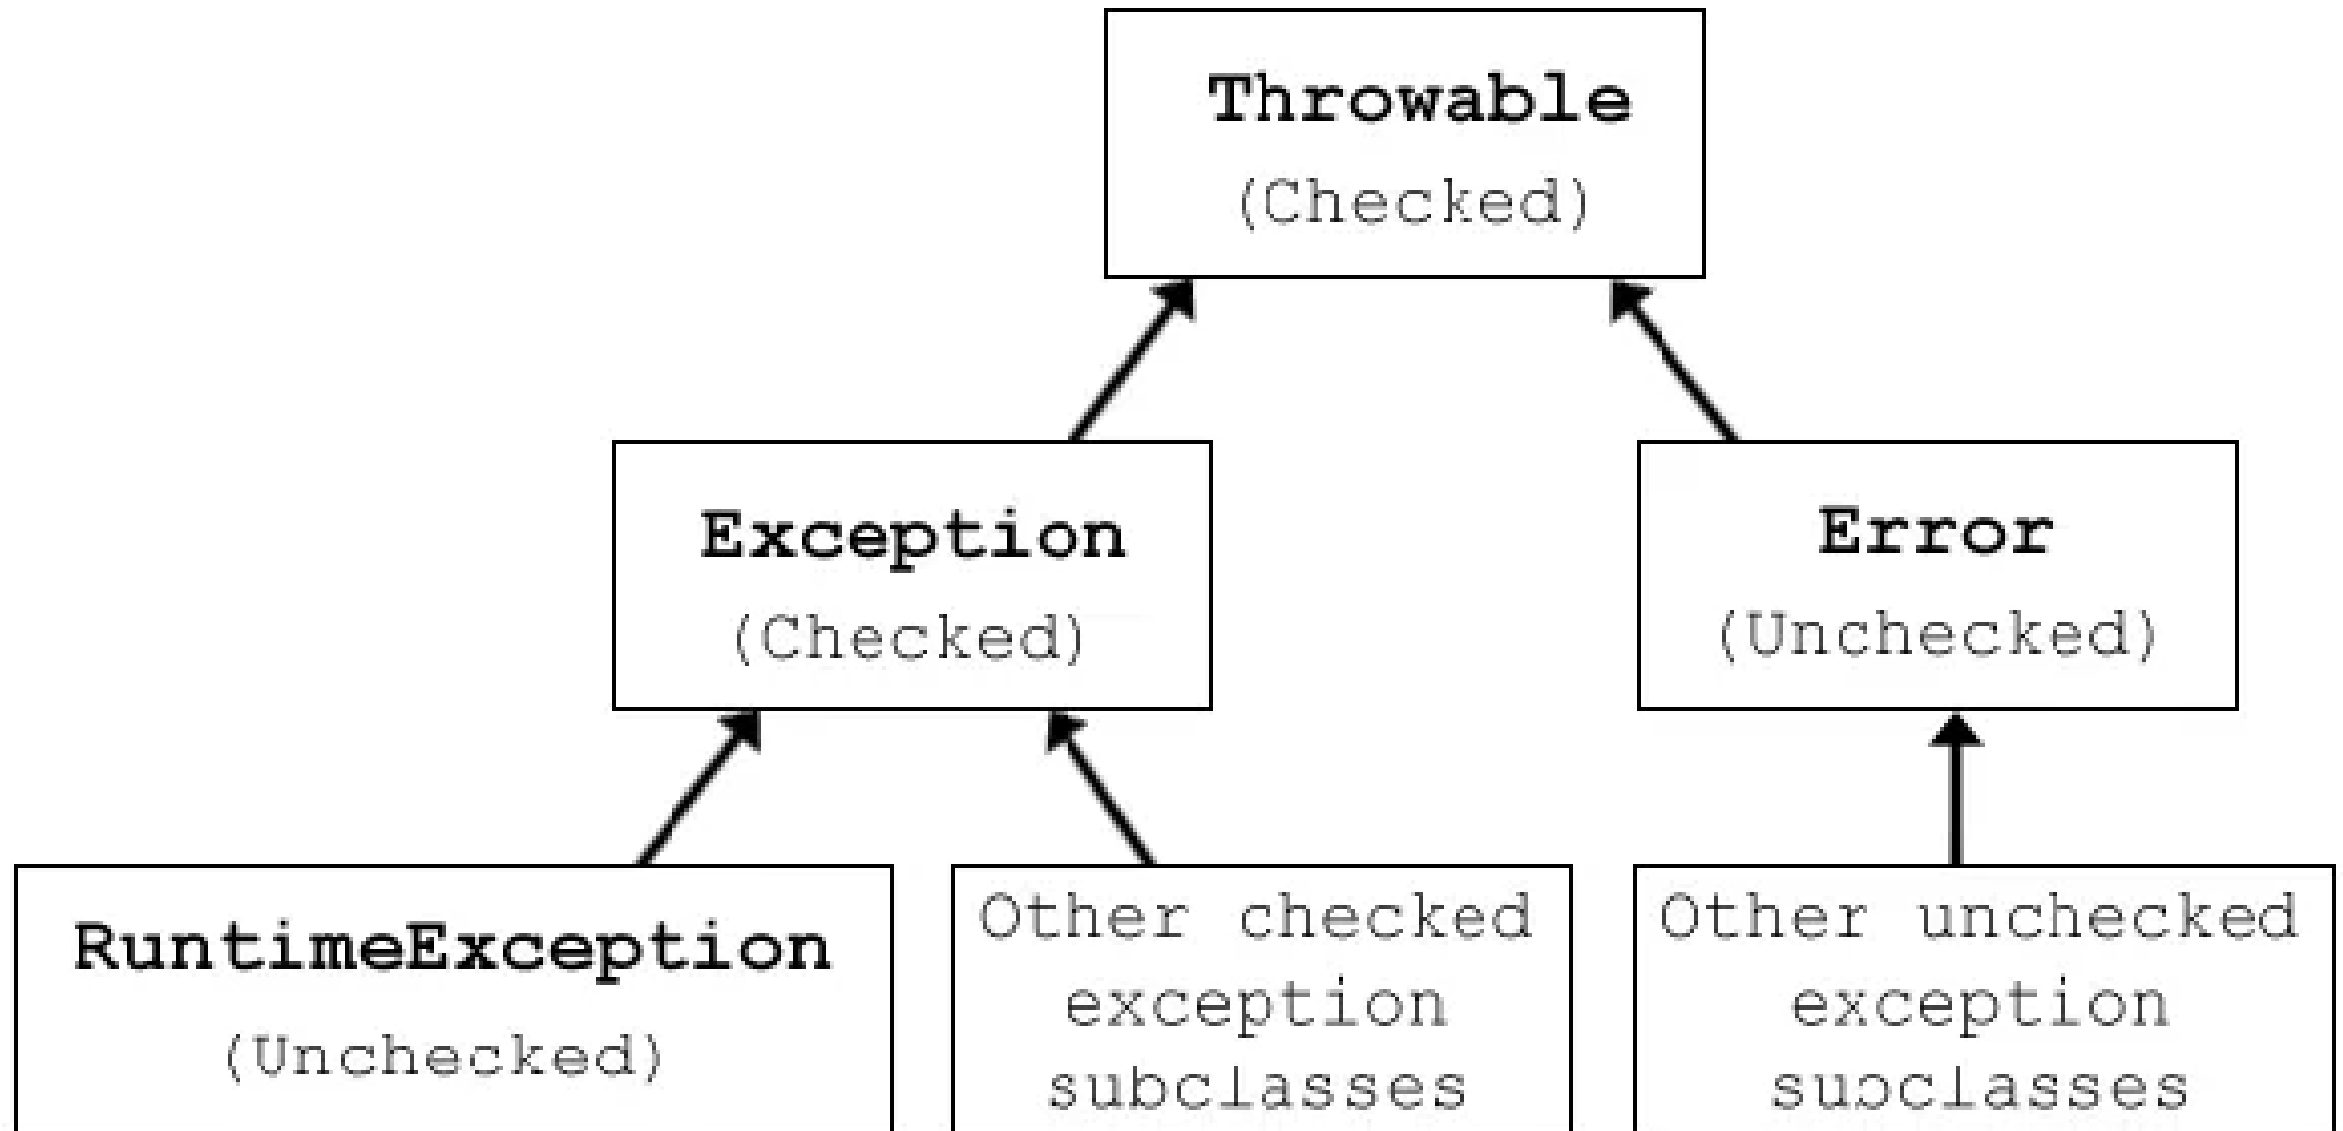 Throwable
(Checked)
Exception
(Checked)
Error
(Unchecked)
RuntimeException
(Unchecked)
Other checked
exception
subclasses
Other unchecked
exception
subclasses